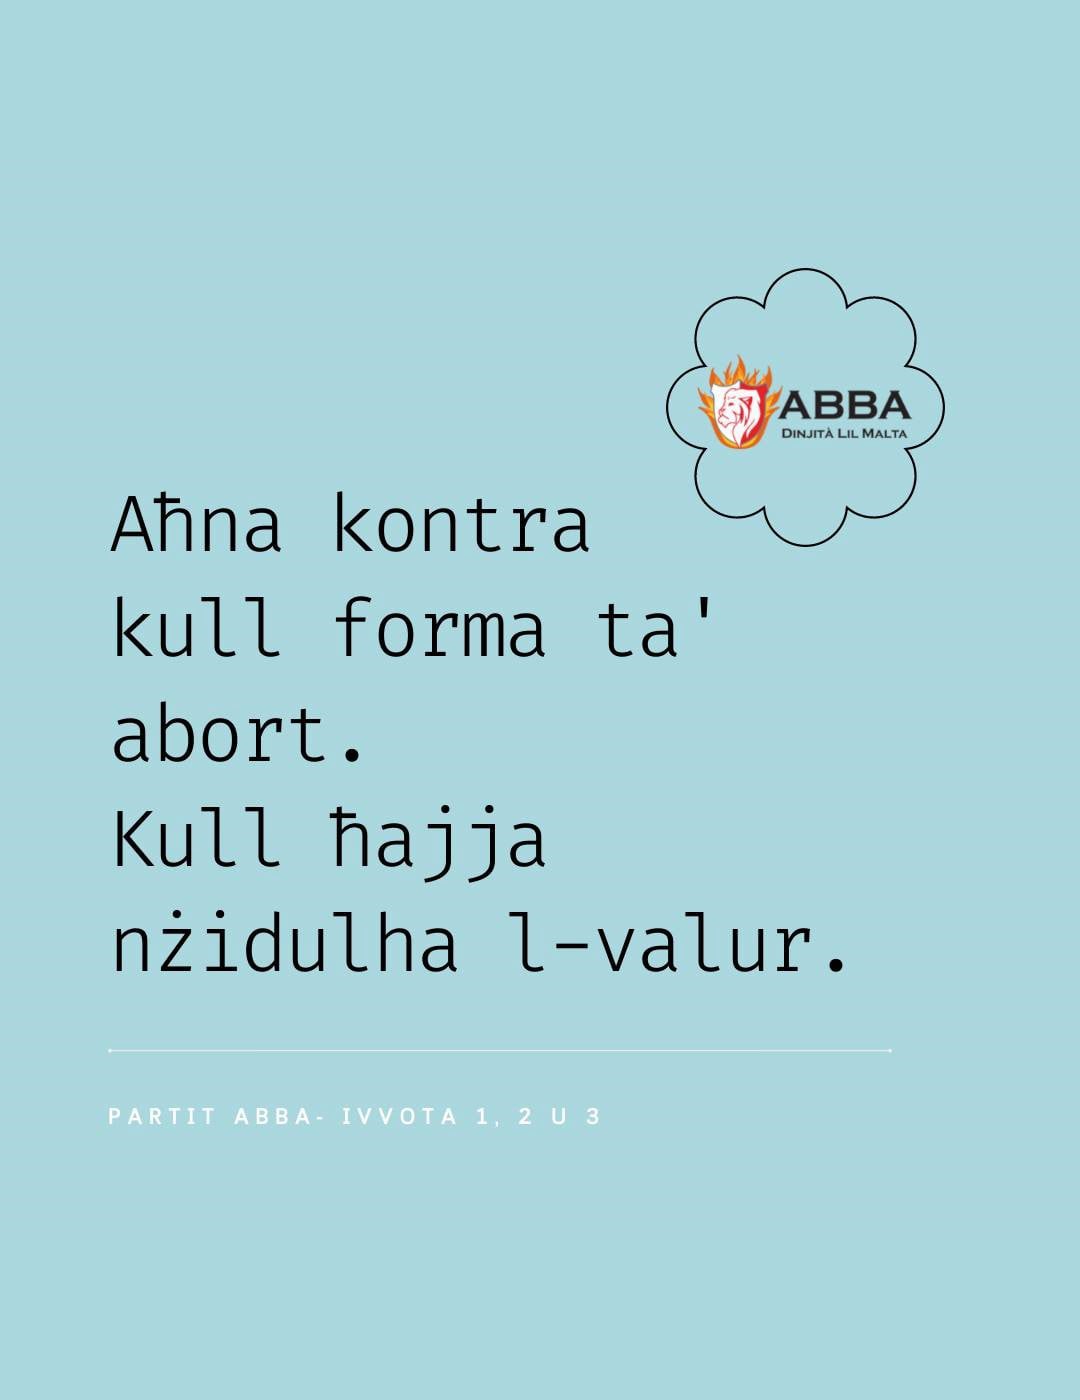 ABBA
Dinjità Lil Malta
Aħna kontra
kull forma ta'
abort.
Kull ħajja
nżidulha l-valur.
PARTIT ABBA- IVVOTA 1, 2 U 3